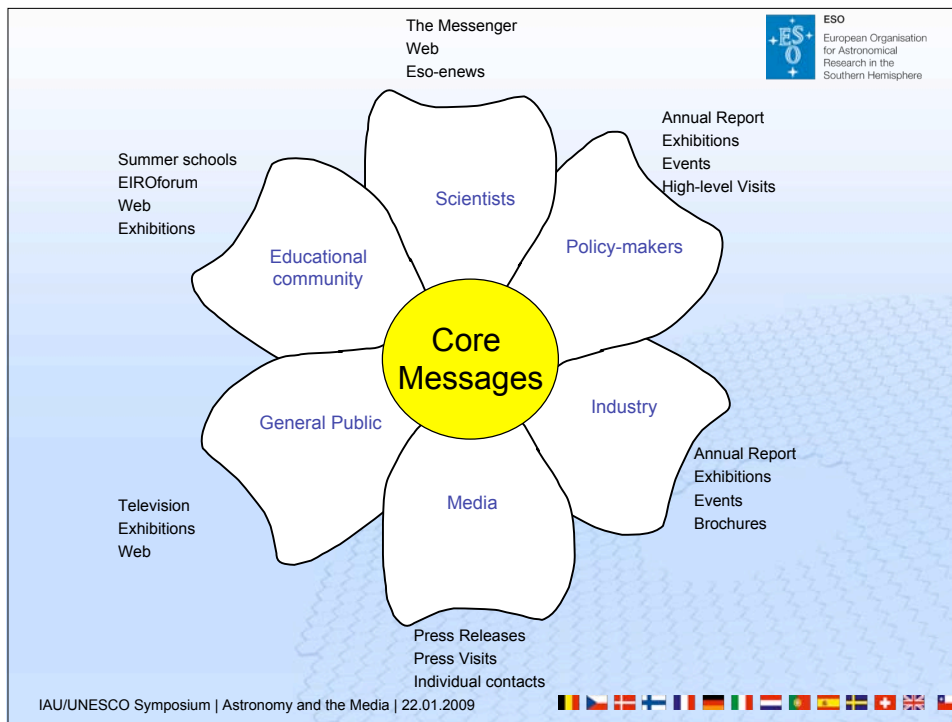 The Messenger
Web
Eso-enews
ESO
European Organisation
for Astronomical
Research in the
Southern Hemisphere
Annual Report
Exhibitions
Events
High-level Visits
Summer schools
EIROforum
Web
Exhibitions
Scientists
Policy-makers
Educational
community
Core
Messages
General Public
Industry
Media
Annual Report
Exhibitions
Events
Brochures
Television
Exhibitions
Web
Press Releases
Press Visits
Individual contacts
IAU/UNESCO Symposium | Astronomy and the Media | 22.01.2009